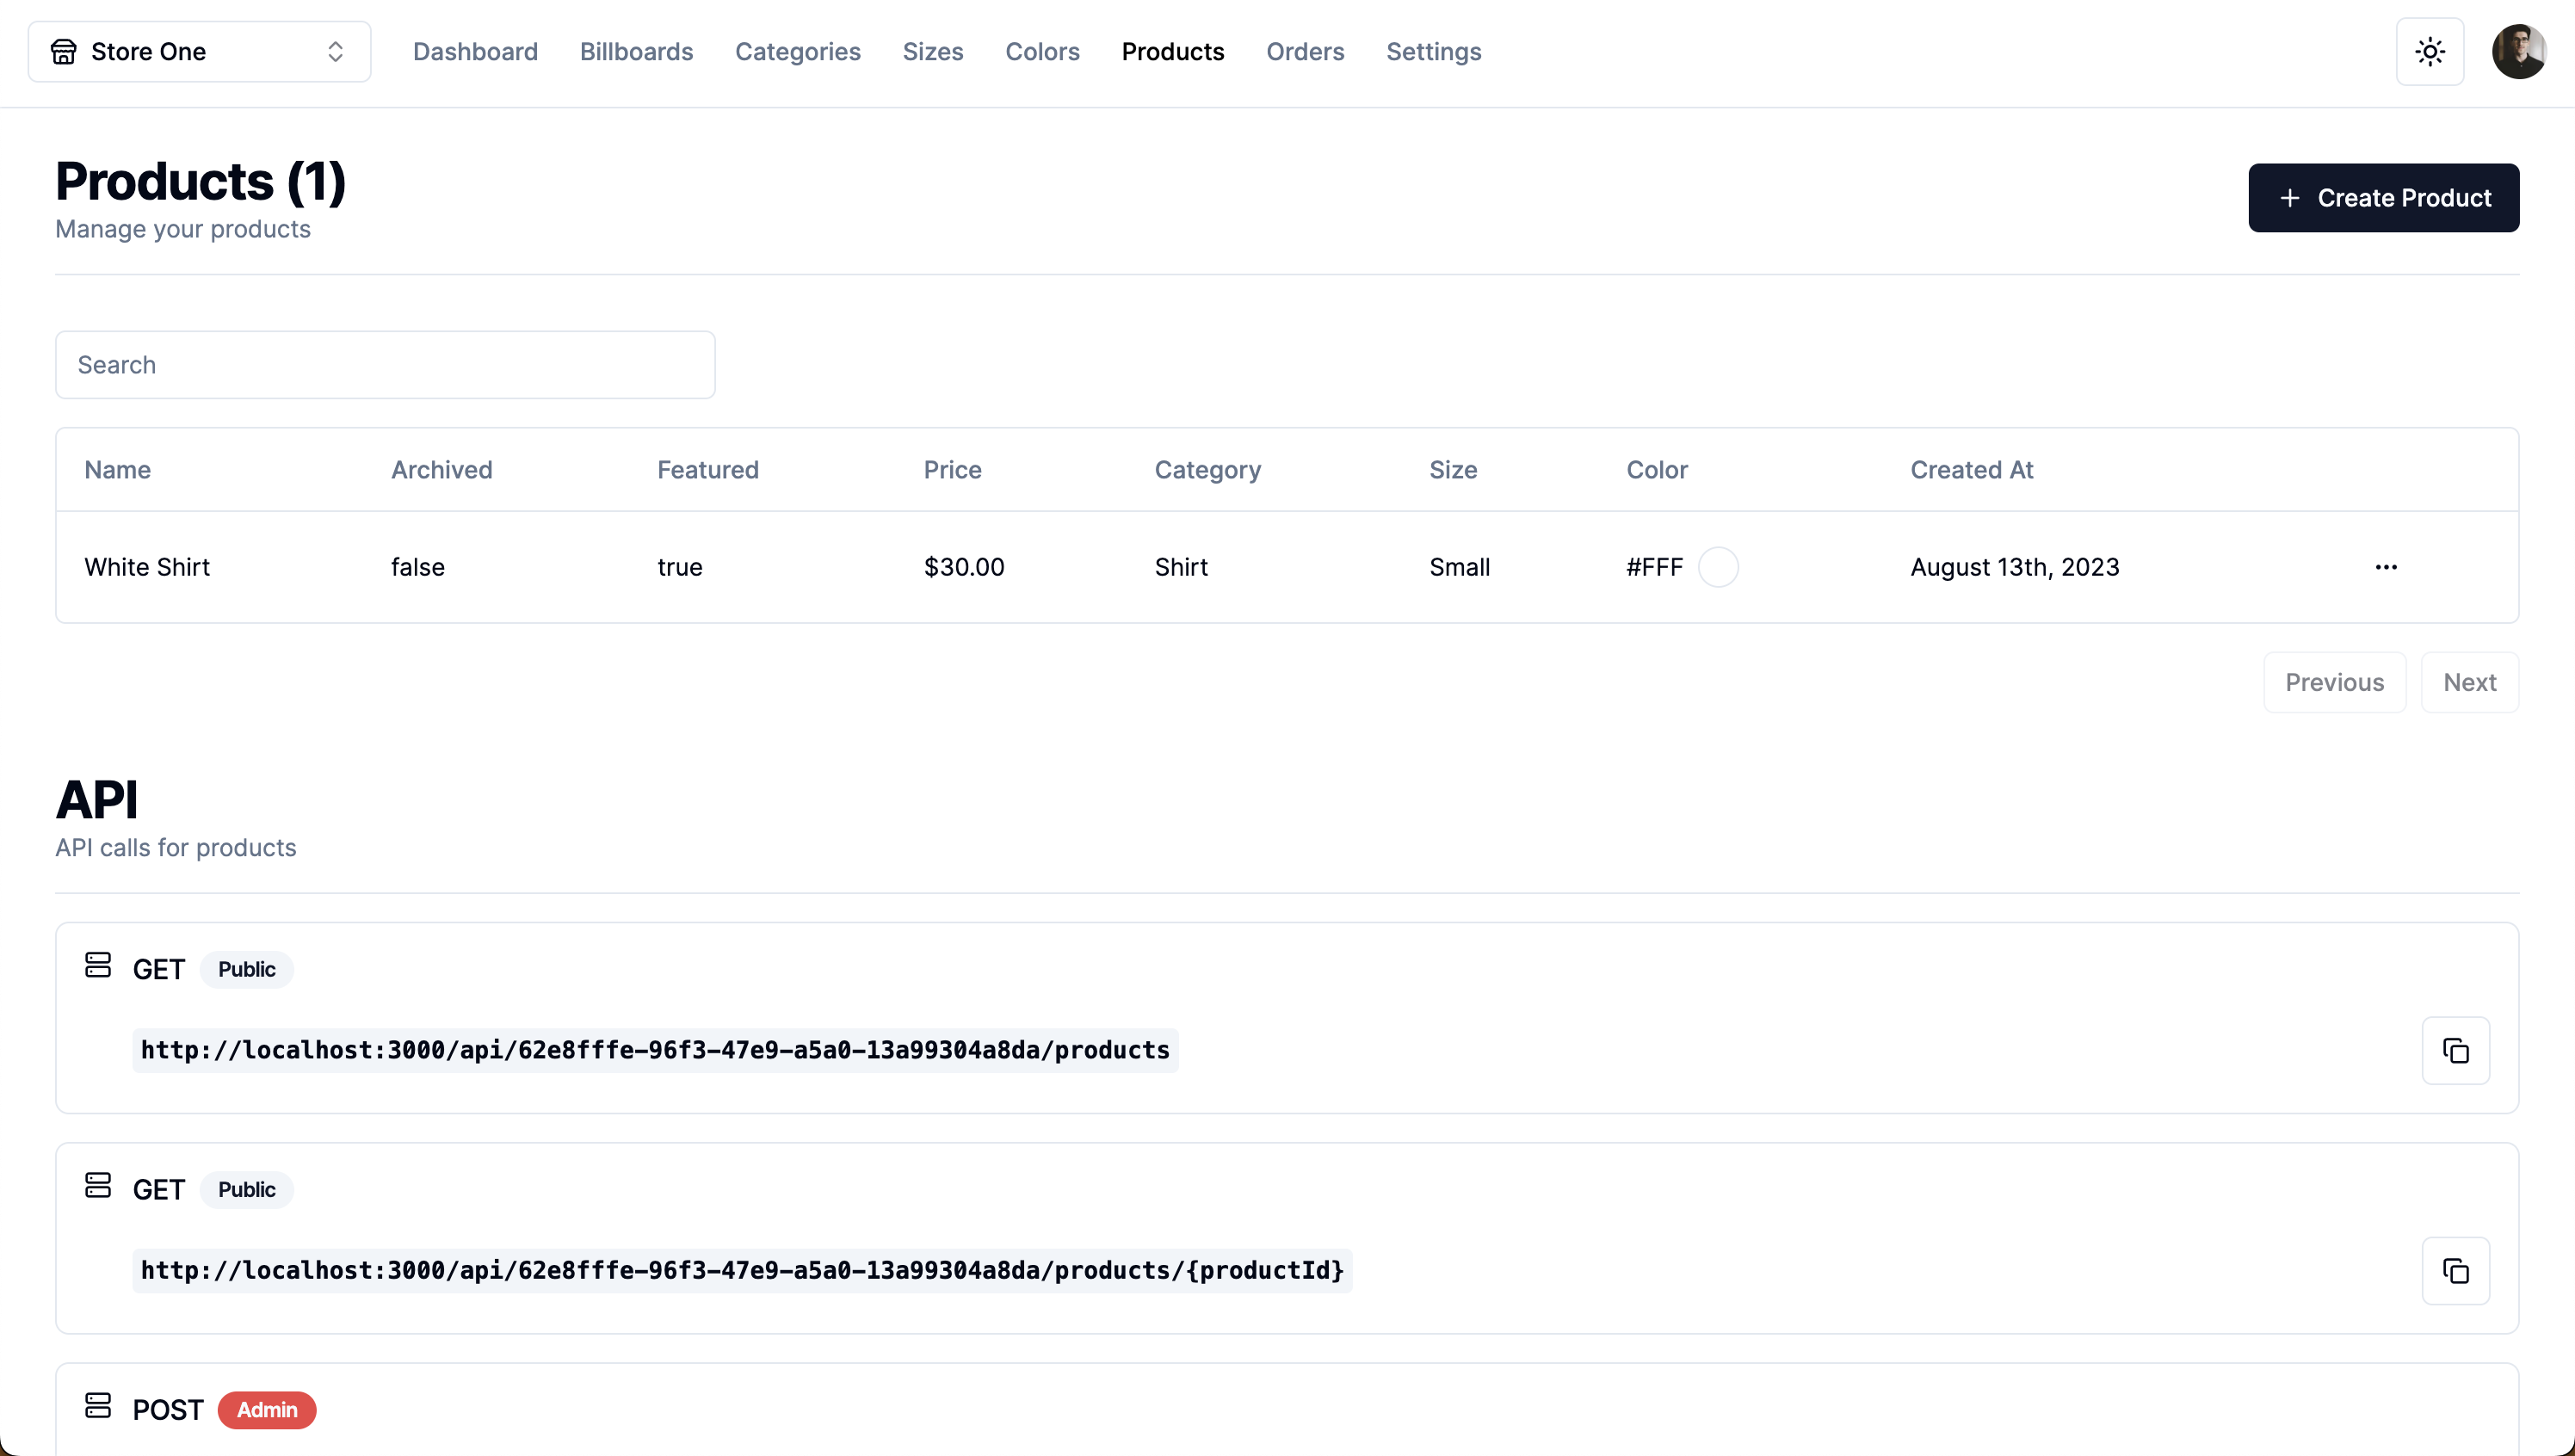 Store One Dashboard Billboards Categories Sizes Colors Products Orders Settings
Products (1)
Manage your products
+ Create Product
Search
Name Archived Featured Price Category Size Color Created At
White Shirt false true $30.00 Shirt Small #FFF August 13th, 2023 ...
Previous Next
API
API calls for products
GET Public
http://localhost:3000/api/62e8fffe-96f3-47e9-a5a0-13a99304a8da/products
GET Public
http://localhost:3000/api/62e8fffe-96f3-47e9-a5a0-13a99304a8da/products/{productId}
POST Admin